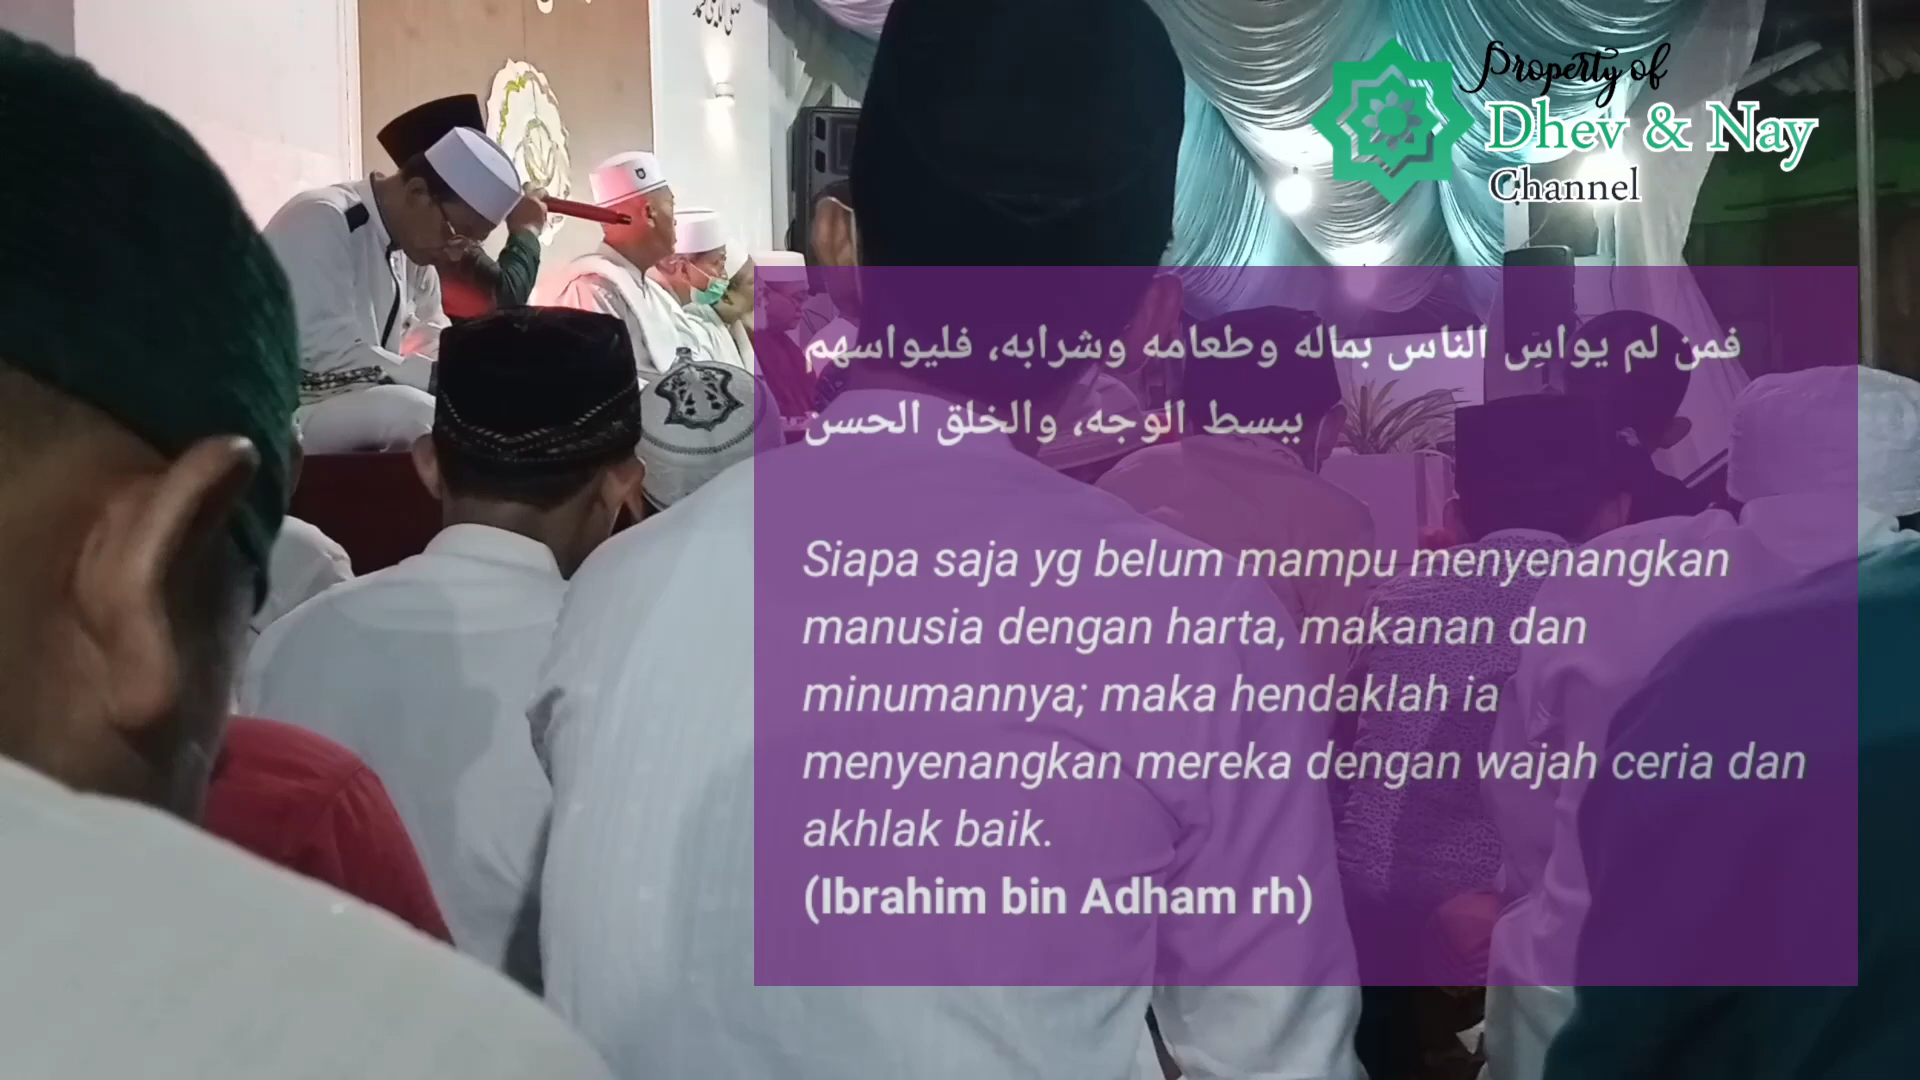 Property of
Dhev & Nay
Channel
فمن لم يواسِ الناس بماله وطعامه وشرابه، فليواسهم
ببسط الوجه، والخلق الحسن
Siapa saja yg belum mampu menyenangkan
manusia dengan harta, makanan dan
minumannya; maka hendaklah ia
menyenangkan mereka dengan wajah ceria dan
akhlak baik.
(Ibrahim bin Adham rh)